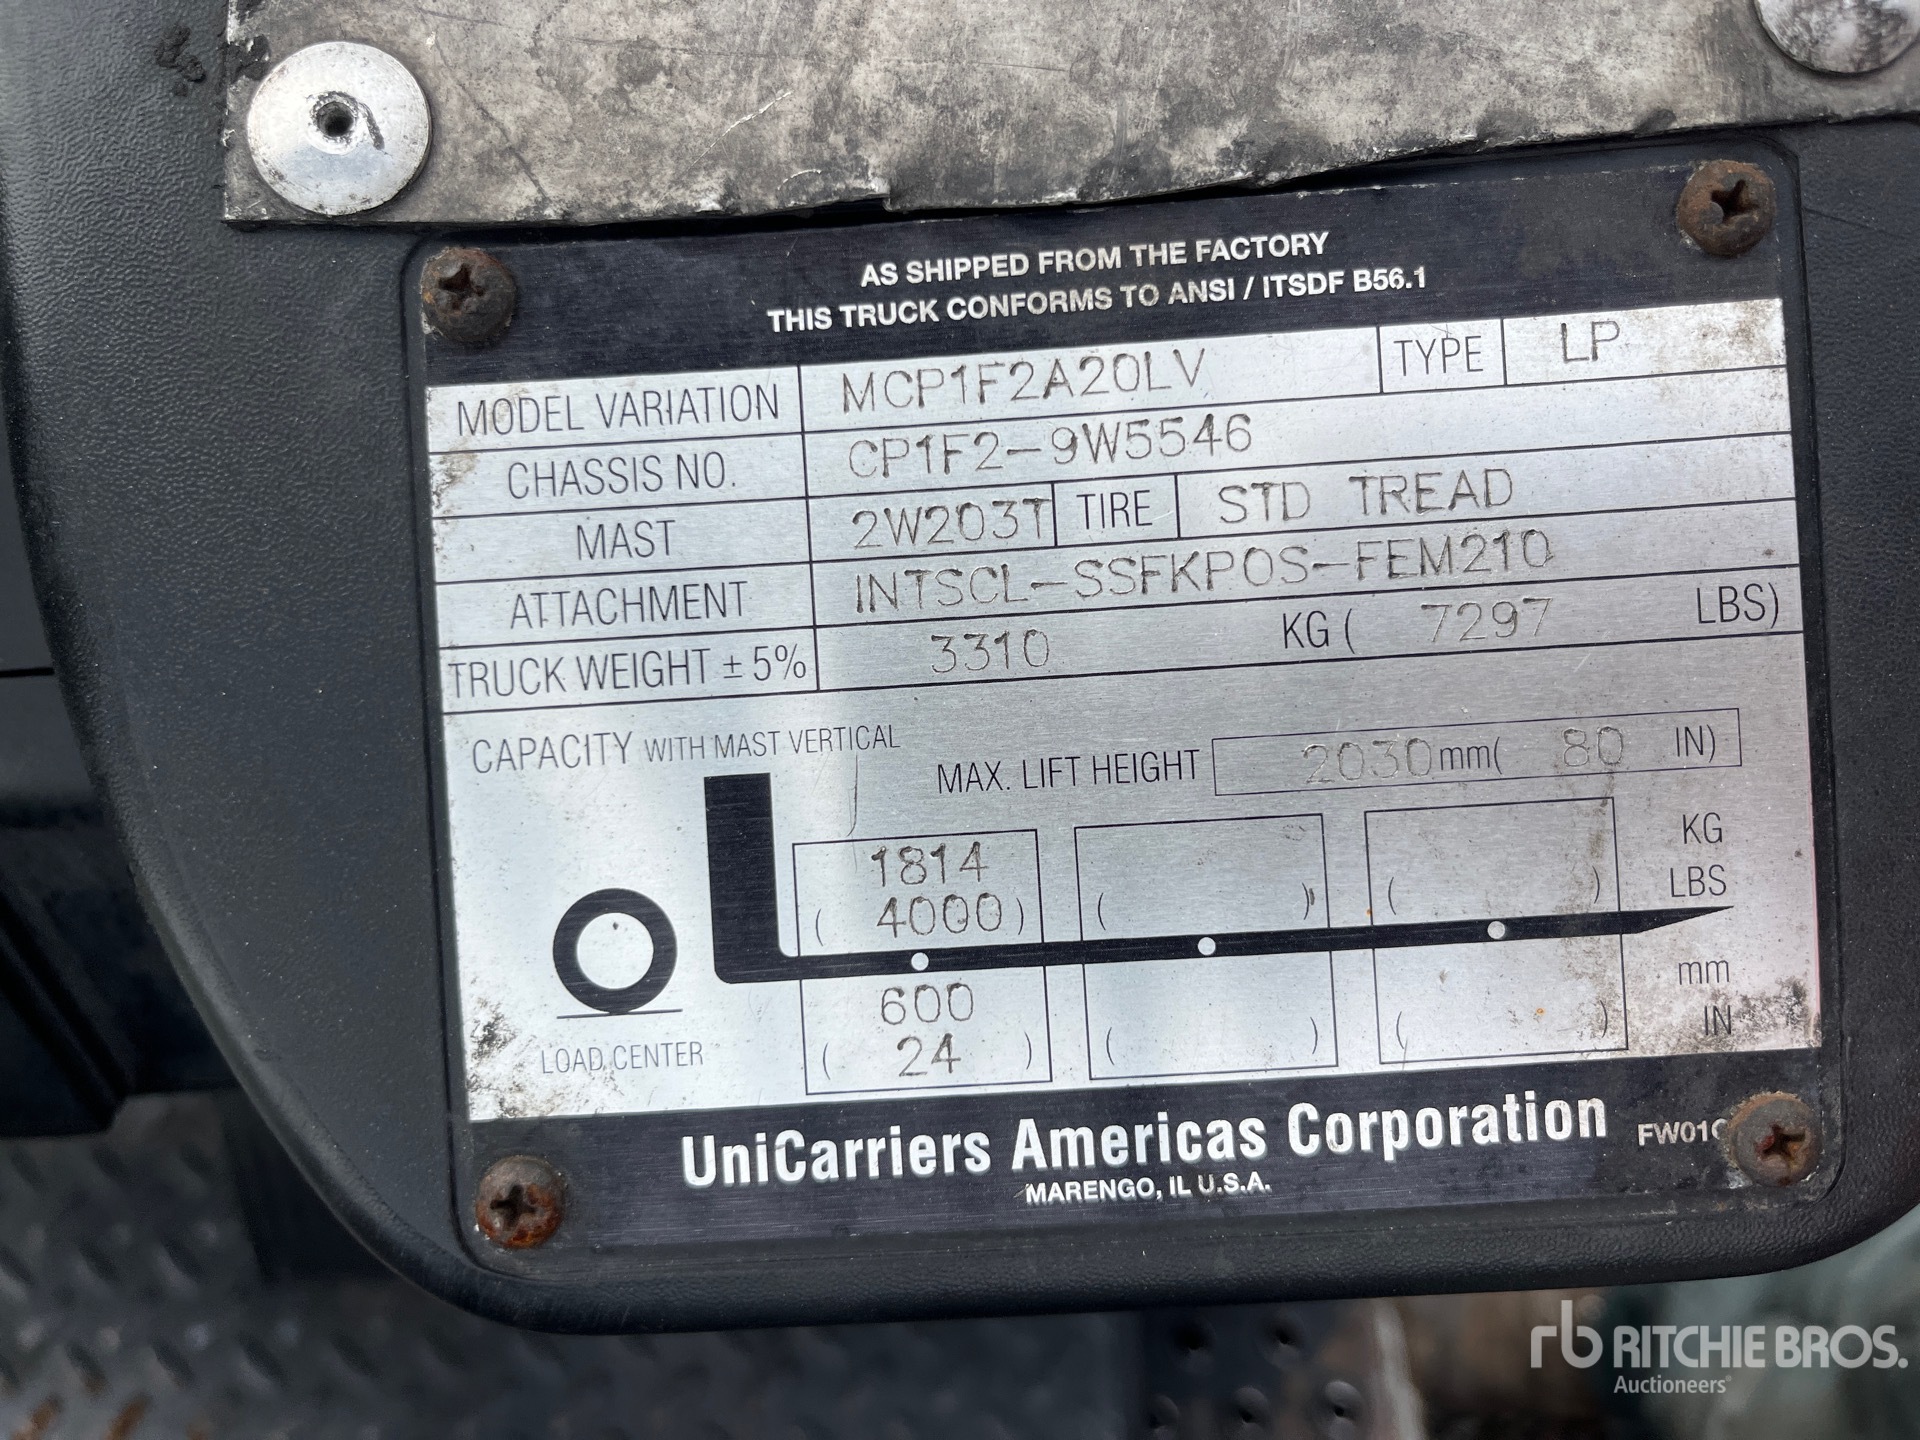 AS SHIPPED FROM THE FACTORY
THIS TRUCK CONFORMS TO ANSI / ITSDF B56.1
MODEL VARIATION MCP1F2A20LV TYPE LP
CHASSIS NO. CP1F2-9W5546
MAST 2W203T TIRE STD TREAD
ATTACHMENT INTSCL-SSFKPOS-FEM210
TRUCK WEIGHT ± 5% 3310 KG ( 7297 LBS)
CAPACITY WITH MAST VERTICAL
MAX. LIFT HEIGHT 2030mm( 80 IN)
1814 KG
( 4000 ) ( ) ( ) LBS
600 mm
( 24 ) ( ) ( ) IN
LOAD CENTER
UniCarriers Americas Corporation
MARENGO, IL U.S.A.
rb RITCHIE BROS.
Auctioneers